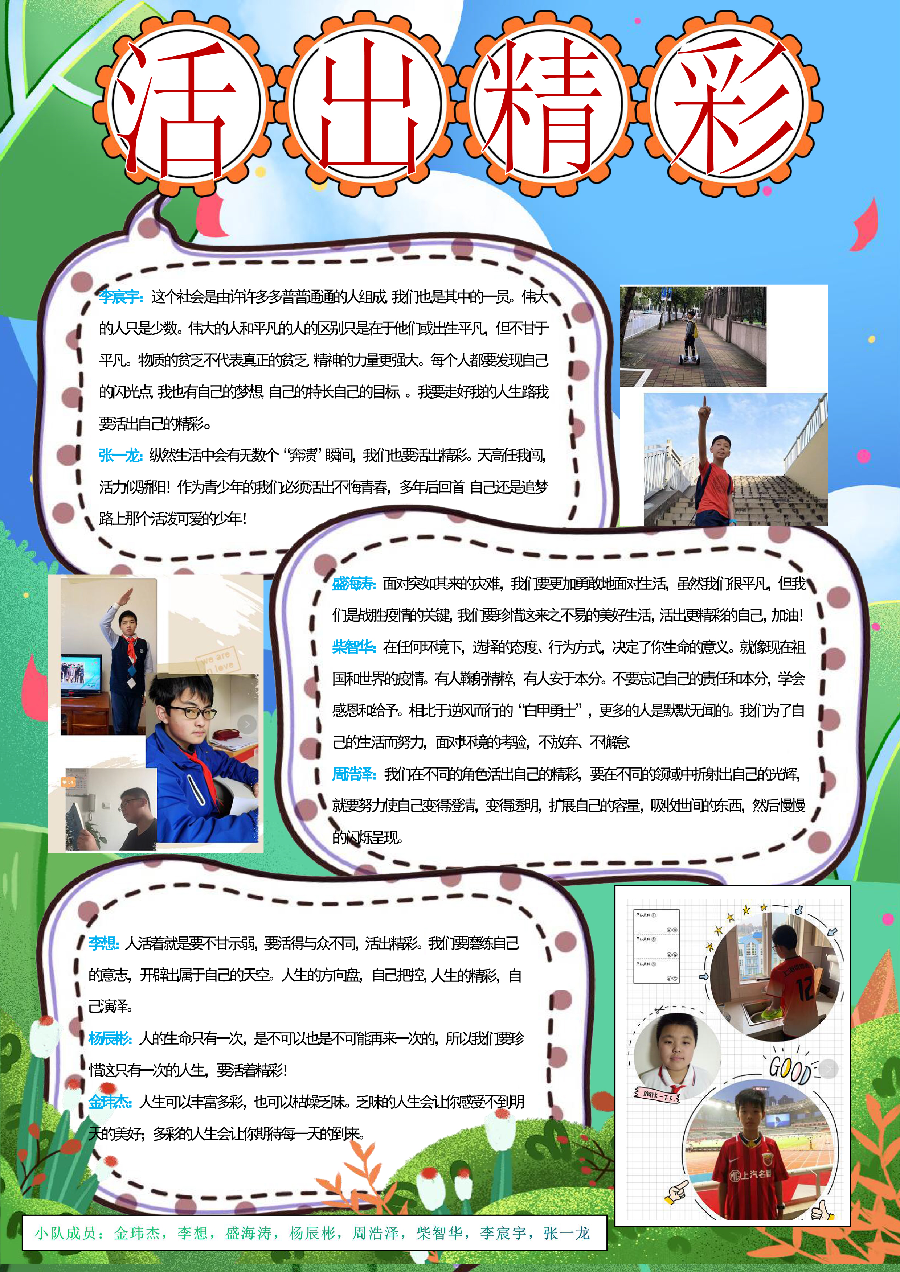 活出精彩
李宸宇：这个社会是由许许多多普普通通的人组成，我们也是其中的一员。伟大
的人只是少数。伟大的人和平凡的人的区别只是在于他们或出生平凡，但不甘于
平凡。物质的贫乏不代表真正的贫乏，精神的力量更强大。每个人都要发现自己
的闪光点，我也有自己的梦想，自己的特长自己的目标、。我要走好我的人生路我
要活出自己的精彩。
张一龙：纵然生活中会有无数个“奔溃”瞬间，我们也要活出精彩。天高任我闯，
活力似骄阳！作为青少年的我们必须活出不悔青春，多年后回首，自己还是追梦
路上那个活泼可爱的少年！
盛海涛：面对突如其来的灾难，我们要更加勇敢地面对生活，虽然我们很平凡，但我
们是战胜疫情的关键，我们要珍惜这来之不易的美好生活，活出更精彩的自己，加油！
柴智华：在任何环境下，选择的态度、行为方式，决定了你生命的意义。就像现在祖
国和世界的疫情。有人鞠躬精粹，有人安于本分。不要忘记自己的责任和本分，学会
感恩和给予。相比于逆风而行的“白甲勇士”，更多的人是默默无闻的。我们为了自
己的生活而努力，面对环境的考验，不放弃、不懈怠.
周浩泽：我们在不同的角色活出自己的精彩，要在不同的领域中折射出自己的光辉，
就要努力使自己变得澄清，变得透明，扩展自己的容量，吸收世间的东西，然后慢慢
的闪烁呈现。
李想：人活着就是要不甘示弱，要活得与众不同，活出精彩。我们要磨练自己
的意志，开辟出属于自己的天空。人生的方向盘，自己把控，人生的精彩，自
己演译。
杨辰彬：人的生命只有一次，是不可以也是不可能再来一次的，所以我们要珍
惜这只有一次的人生，要活着精彩！
金玮杰：人生可以丰富多彩，也可以枯燥乏味。乏味的人生会让你感受不到明
天的美好；多彩的人生会让你期待每一天的到来。
12
GOOD
上汽名爵
小队成员：金玮杰，李想，盛海涛，杨辰彬，周浩泽，柴智华，李宸宇，张一龙